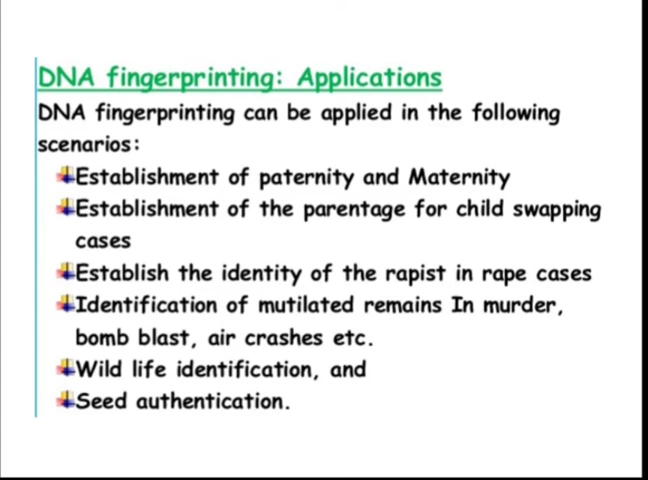 DNA fingerprinting: Applications
DNA fingerprinting can be applied in the following
scenarios:
Establishment of paternity and Maternity
Establishment of the parentage for child swapping
cases
Establish the identity of the rapist in rape cases
Identification of mutilated remains In murder,
bomb blast, air crashes etc.
Wild life identification, and
Seed authentication.